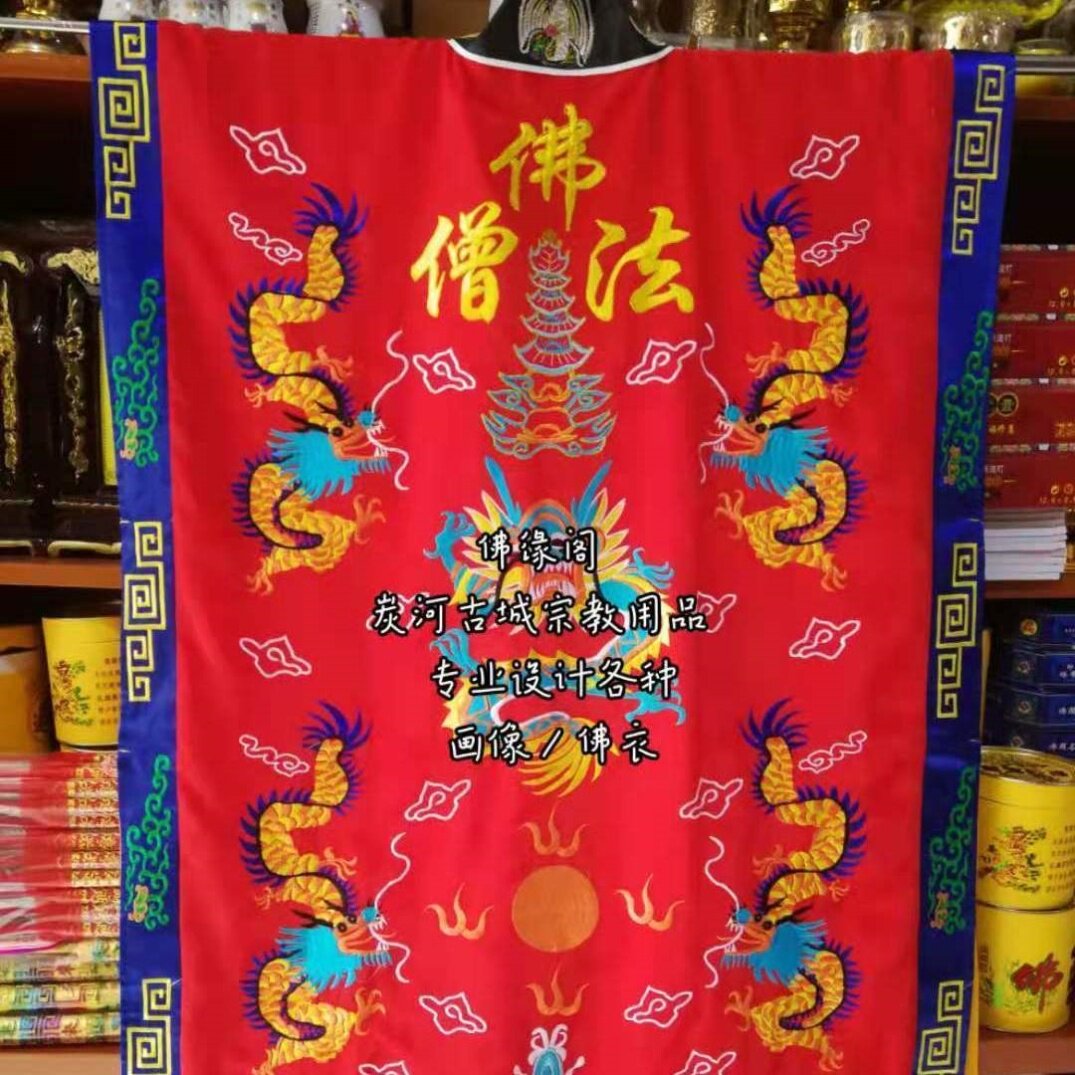 佛
僧 法
佛缘阁
炭河古城宗教用品
专业设计各种
画像/佛衣
佛